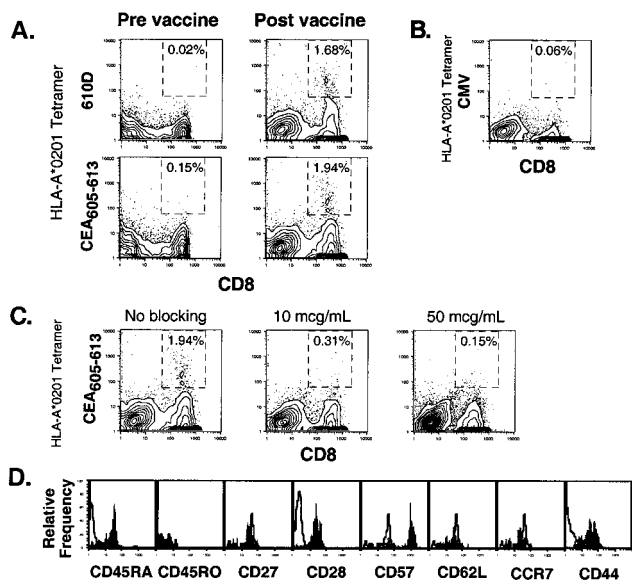 A.
Pre vaccine
Post vaccine
B.
HLA-A*0201 Tetramer
610D
0.02%
1.68%
HLA-A*0201 Tetramer
CMV
0.06%
CD8
CEA605-613
0.15%
1.94%
CD8
C.
No blocking
10 mcg/mL
50 mcg/mL
HLA-A*0201 Tetramer
CEA605-613
1.94%
0.31%
0.15%
CD8
D.
Relative
Frequency
CD45RA
CD45RO
CD27
CD28
CD57
CD62L
CCR7
CD44